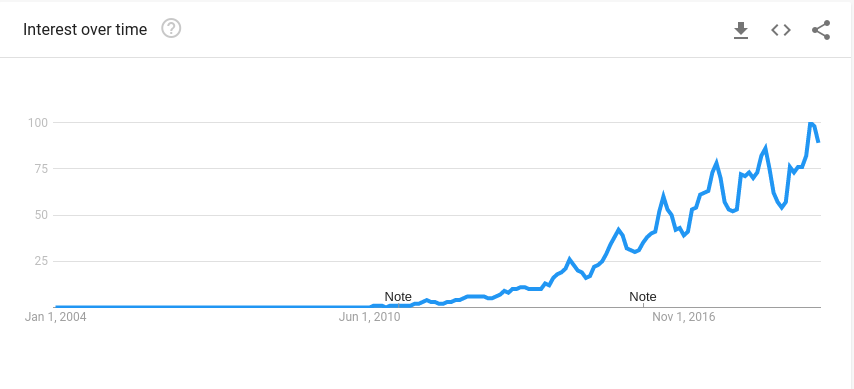 Interest over time
100
75
50
25
Note
Note
Jan 1, 2004
Jun 1, 2010
Nov 1, 2016